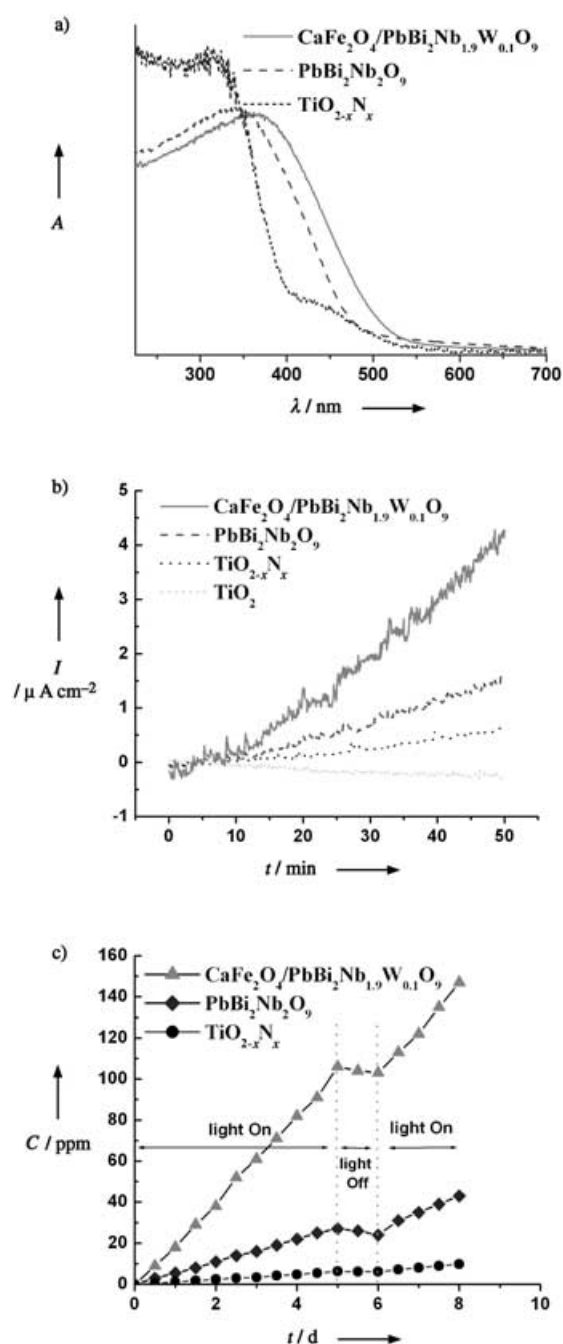 a)
CaFe₂O₄/PbBi₂Nb₁.₉W₀.₁O₉
PbBi₂Nb₂O₉
TiO₂₋ₓNₓ
A
300 400 500 600 700
λ / nm
b)
5
4
3
2
1
0
-1
CaFe₂O₄/PbBi₂Nb₁.₉W₀.₁O₉
PbBi₂Nb₂O₉
TiO₂₋ₓNₓ
TiO₂
I
/ μ A cm⁻²
0 10 20 30 40 50
t / min
c)
160
140
120
100
80
60
40
20
0
CaFe₂O₄/PbBi₂Nb₁.₉W₀.₁O₉
PbBi₂Nb₂O₉
TiO₂₋ₓNₓ
C / ppm
light On
light
Off
light On
0 2 4 6 8 10
t / d